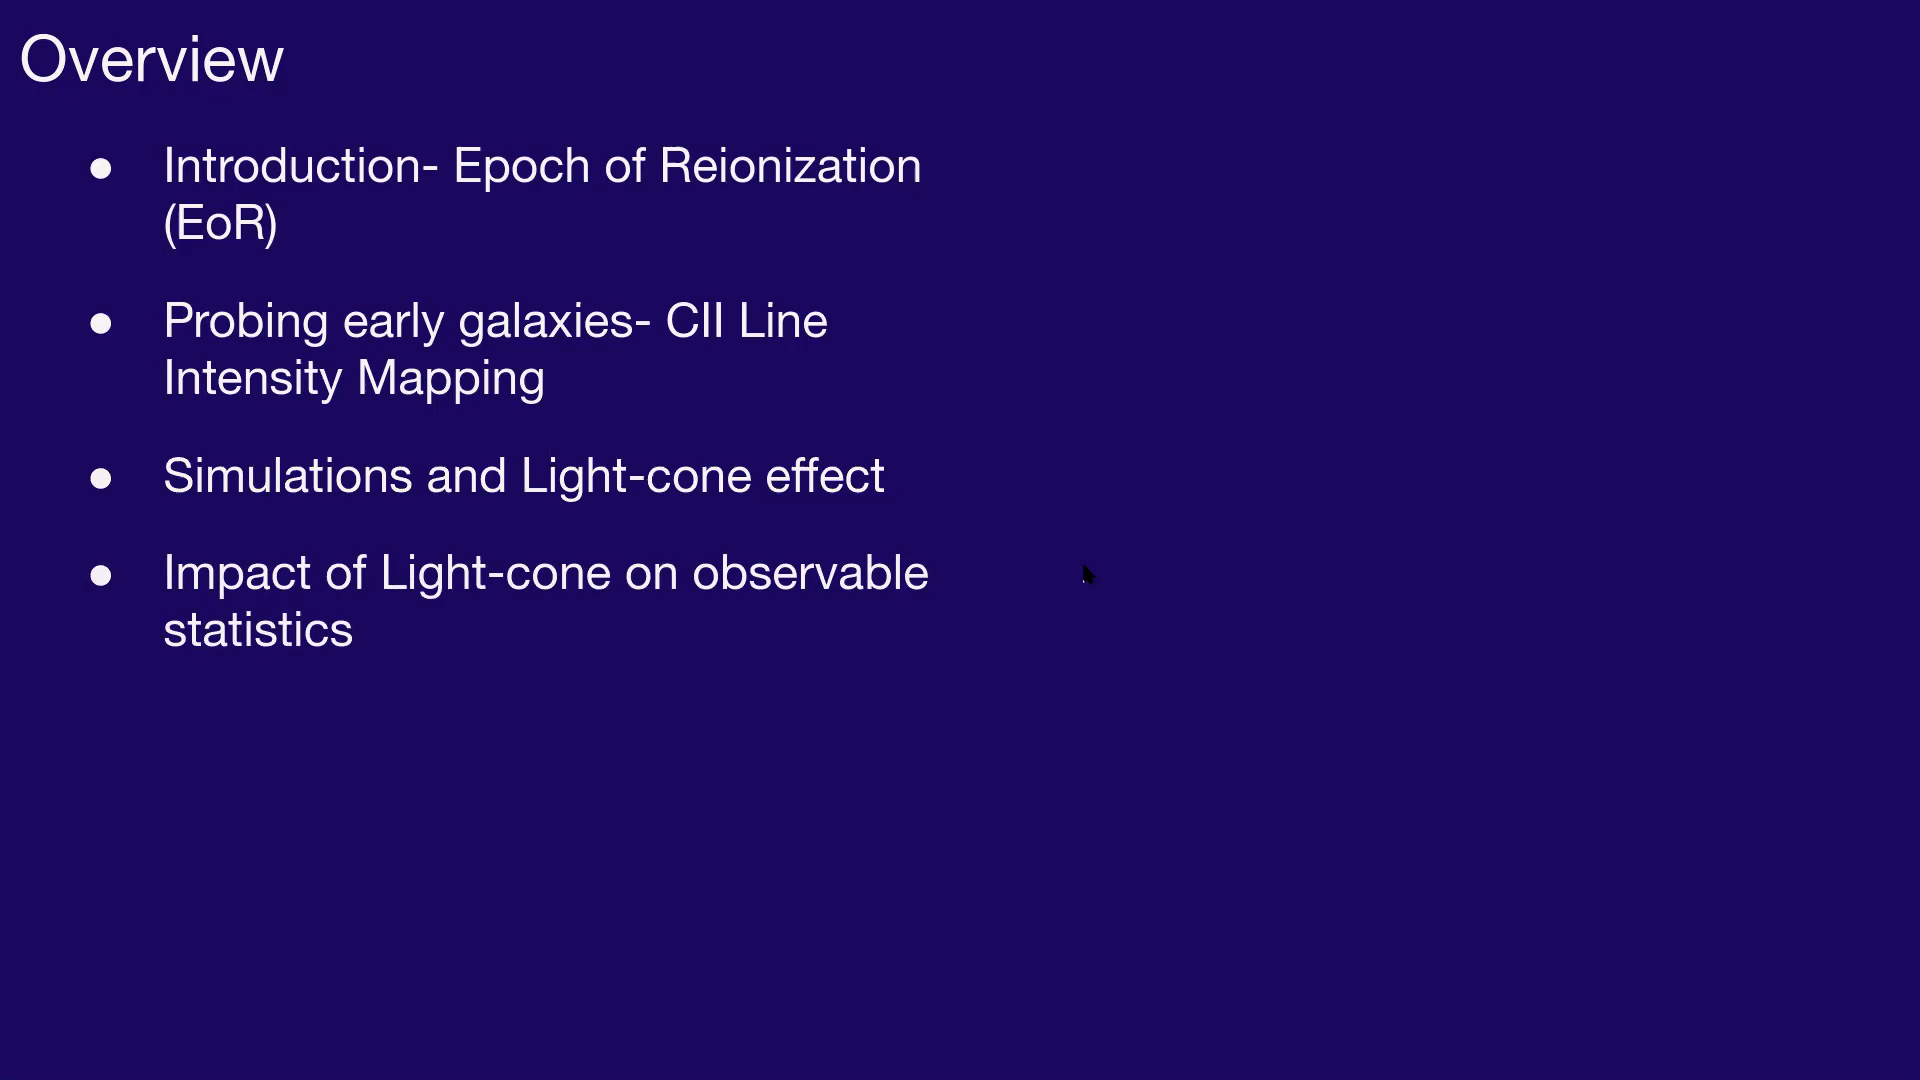 Overview
● Introduction- Epoch of Reionization
(EoR)
● Probing early galaxies- CII Line
Intensity Mapping
● Simulations and Light-cone effect
● Impact of Light-cone on observable
statistics